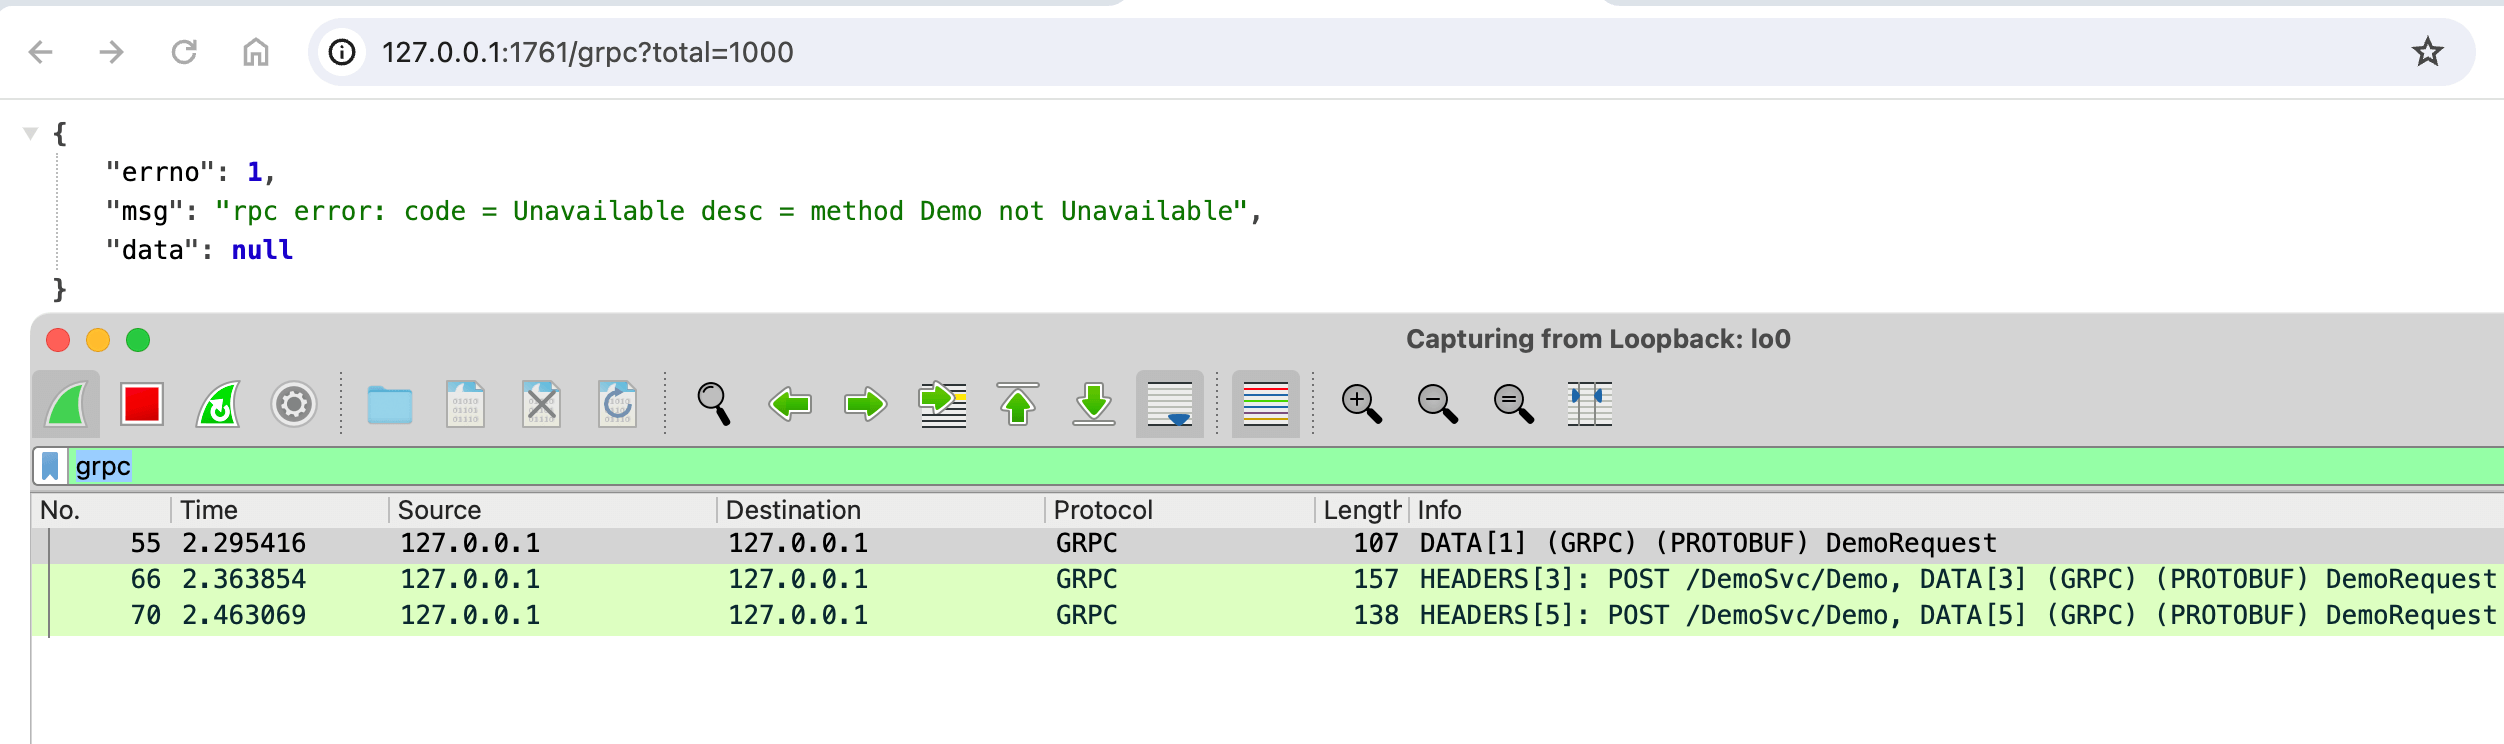 127.0.0.1:1761/grpc?total=1000
{
"errno": 1,
"msg": "rpc error: code = Unavailable desc = method Demo not Unavailable",
"data": null
}
Capturing from Loopback: lo0
grpc
No. Time Source Destination Protocol Length Info
55 2.295416 127.0.0.1 127.0.0.1 GRPC 107 DATA[1] (GRPC) (PROTOBUF) DemoRequest
66 2.363854 127.0.0.1 127.0.0.1 GRPC 157 HEADERS[3]: POST /DemoSvc/Demo, DATA[3] (GRPC) (PROTOBUF) DemoRequest
70 2.463069 127.0.0.1 127.0.0.1 GRPC 138 HEADERS[5]: POST /DemoSvc/Demo, DATA[5] (GRPC) (PROTOBUF) DemoRequest